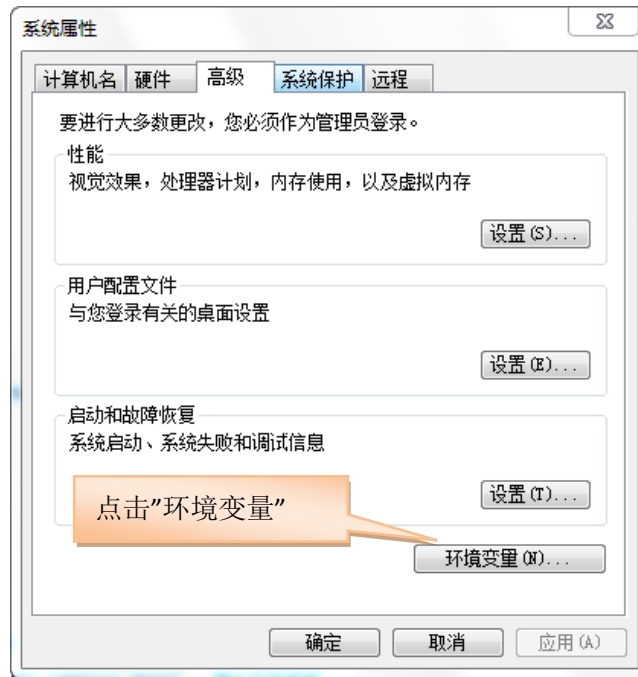 系统属性
计算机名 硬件 高级 系统保护 远程
要进行大多数更改，您必须作为管理员登录。
性能
视觉效果，处理器计划，内存使用，以及虚拟内存
设置(S)...
用户配置文件
与您登录有关的桌面设置
设置(E)...
启动和故障恢复
系统启动、系统失败和调试信息
设置(T)...
点击”环境变量”
环境变量(N)...
确定 取消 应用(A)